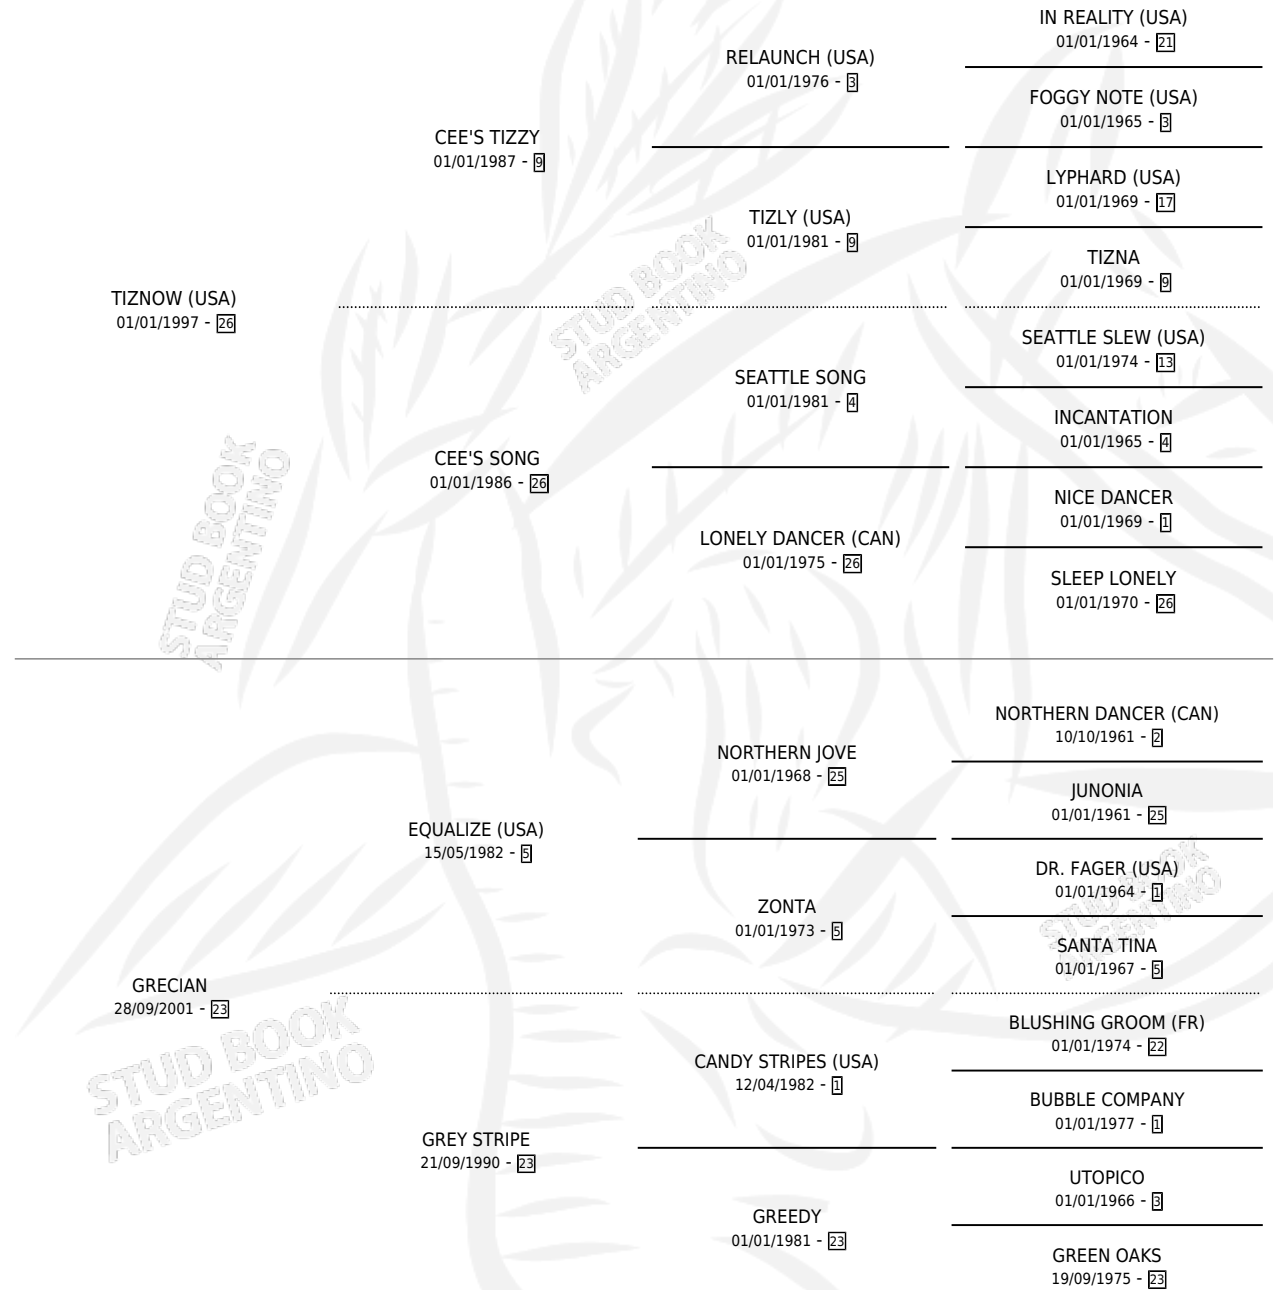 IN REALITY (USA)
01/01/1964 - 21
RELAUNCH (USA)
01/01/1976 - 3
FOGGY NOTE (USA)
01/01/1965 - 3
CEE'S TIZZY
01/01/1987 - 9
LYPHARD (USA)
01/01/1969 - 17
TIZLY (USA)
01/01/1981 - 9
TIZNA
01/01/1969 - 9
TIZNOW (USA)
01/01/1997 - 26
SEATTLE SLEW (USA)
01/01/1974 - 13
SEATTLE SONG
01/01/1981 - 4
INCANTATION
01/01/1965 - 4
CEE'S SONG
01/01/1986 - 26
NICE DANCER
01/01/1969 - 1
LONELY DANCER (CAN)
01/01/1975 - 26
SLEEP LONELY
01/01/1970 - 26
NORTHERN DANCER (CAN)
10/10/1961 - 2
NORTHERN JOVE
01/01/1968 - 25
JUNONIA
01/01/1961 - 25
EQUALIZE (USA)
15/05/1982 - 5
DR. FAGER (USA)
01/01/1964 - 1
ZONTA
01/01/1973 - 5
SANTA TINA
01/01/1967 - 5
GRECIAN
28/09/2001 - 23
BLUSHING GROOM (FR)
01/01/1974 - 22
CANDY STRIPES (USA)
12/04/1982 - 1
BUBBLE COMPANY
01/01/1977 - 1
GREY STRIPE
21/09/1990 - 23
UTOPICO
01/01/1966 - 3
GREEDY
01/01/1981 - 23
GREEN OAKS
19/09/1975 - 23
STUD BOOK
ARGENTINO
STUD BOOK
ARGENTINO
STUD BOOK
ARGENTINO
STUD BOOK
ARGENTINO